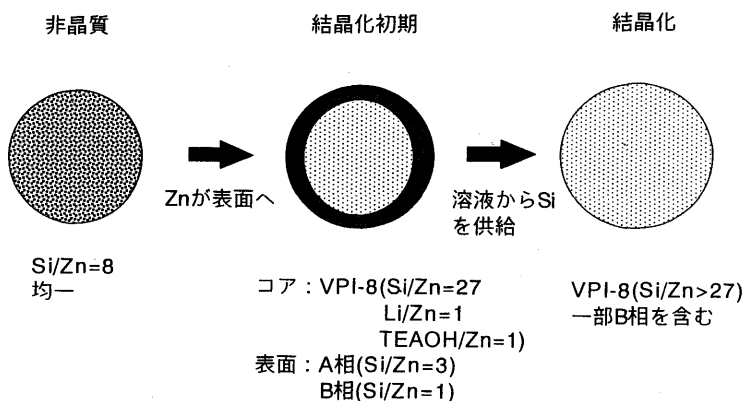 非晶質
結晶化初期
結晶化
Znが表面へ
溶液からSi
を供給
Si/Zn=8
均一
コア：VPI-8(Si/Zn=27
Li/Zn=1
TEAOH/Zn=1)
表面：A相(Si/Zn=3)
B相(Si/Zn=1)
VPI-8(Si/Zn>27)
一部B相を含む